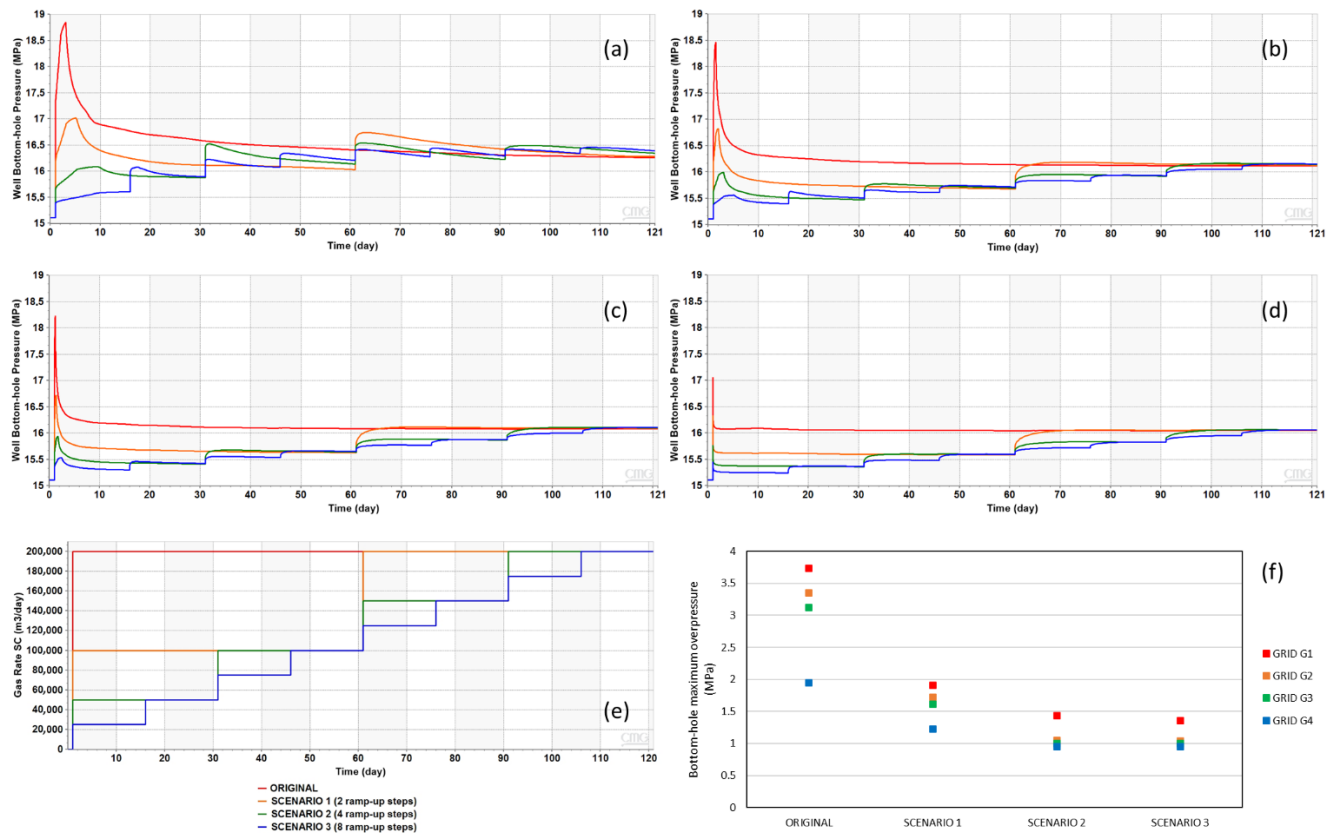 19
18,5
18
17,5
17
16,5
16
15,5
15
Well Bottom-hole Pressure (MPa)
(a)
CMG
0 10 20 30 40 50 60 70 80 90 100 110 121
Time (day)
19
18,5
18
17,5
17
16,5
16
15,5
15
Well Bottom-hole Pressure (MPa)
(b)
CMG
0 10 20 30 40 50 60 70 80 90 100 110 121
Time (day)
19
18,5
18
17.5
17
16,5
16
15,5
15
Well Bottom-hole Pressure (MPa)
(c)
CMG
0 10 20 30 40 50 60 70 80 90 100 110 121
Time (day)
19
18,5
18
17.5
17
16,5
16
15,5
15
Well Bottom-hole Pressure (MPa)
(d)
CMG
0 10 20 30 40 50 60 70 80 90 100 110 121
Time (day)
200,000
180,000
160,000
140,000
120,000
100,000
80,000
60,000
40,000
20,000
0
Gas Rate SC (m3/day)
(e)
CMG
10 20 30 40 50 60 70 80 90 100 110 120
Time (day)
ORIGINAL
SCENARIO 1 (2 ramp-up steps)
SCENARIO 2 (4 ramp-up steps)
SCENARIO 3 (8 ramp-up steps)
4
3.5
3
2.5
2
1.5
1
0.5
0
Bottom-hole maximum overpressure
(MPa)
(f)
GRID G1
GRID G2
GRID G3
GRID G4
ORIGINAL SCENARIO 1 SCENARIO 2 SCENARIO 3